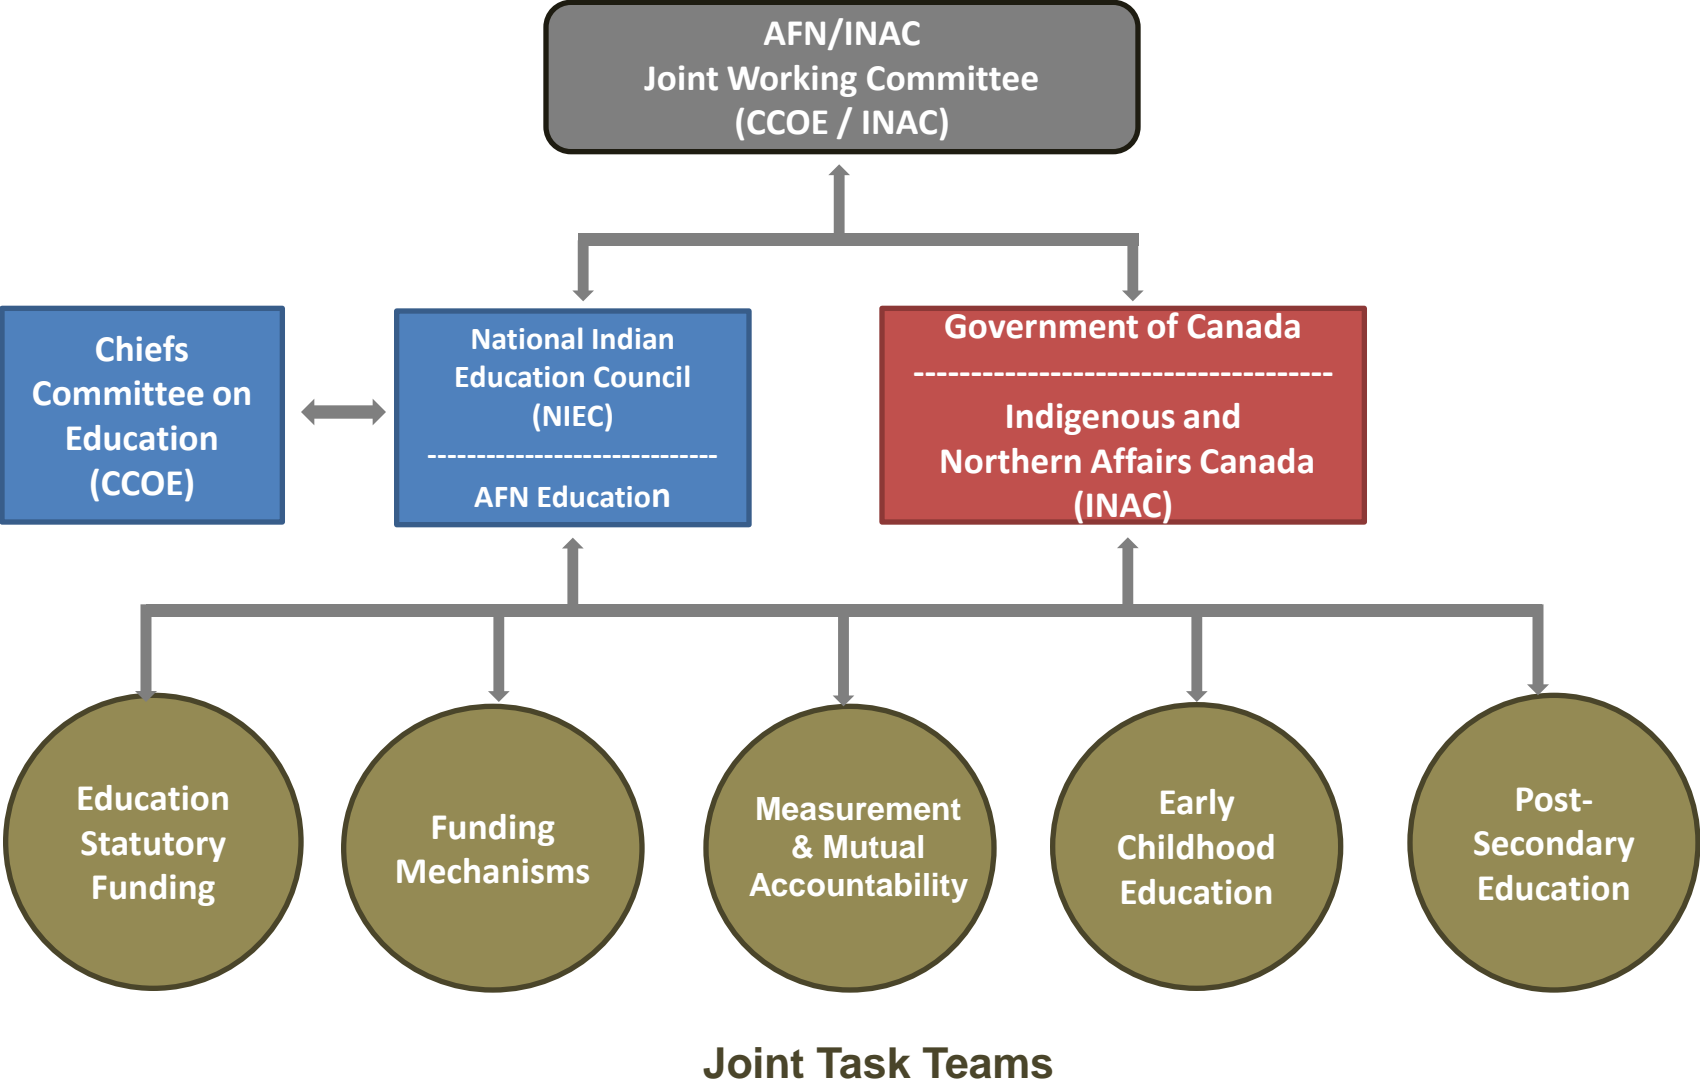 AFN/INAC
Joint Working Committee
(CCOE / INAC)
Chiefs
Committee on
Education
(CCOE)
National Indian
Education Council
(NIEC)
-----------------------------
AFN Education
Government of Canada
------------------------------------
Indigenous and
Northern Affairs Canada
(INAC)
Education
Statutory
Funding
Funding
Mechanisms
Measurement
& Mutual
Accountability
Early
Childhood
Education
Post-
Secondary
Education
Joint Task Teams